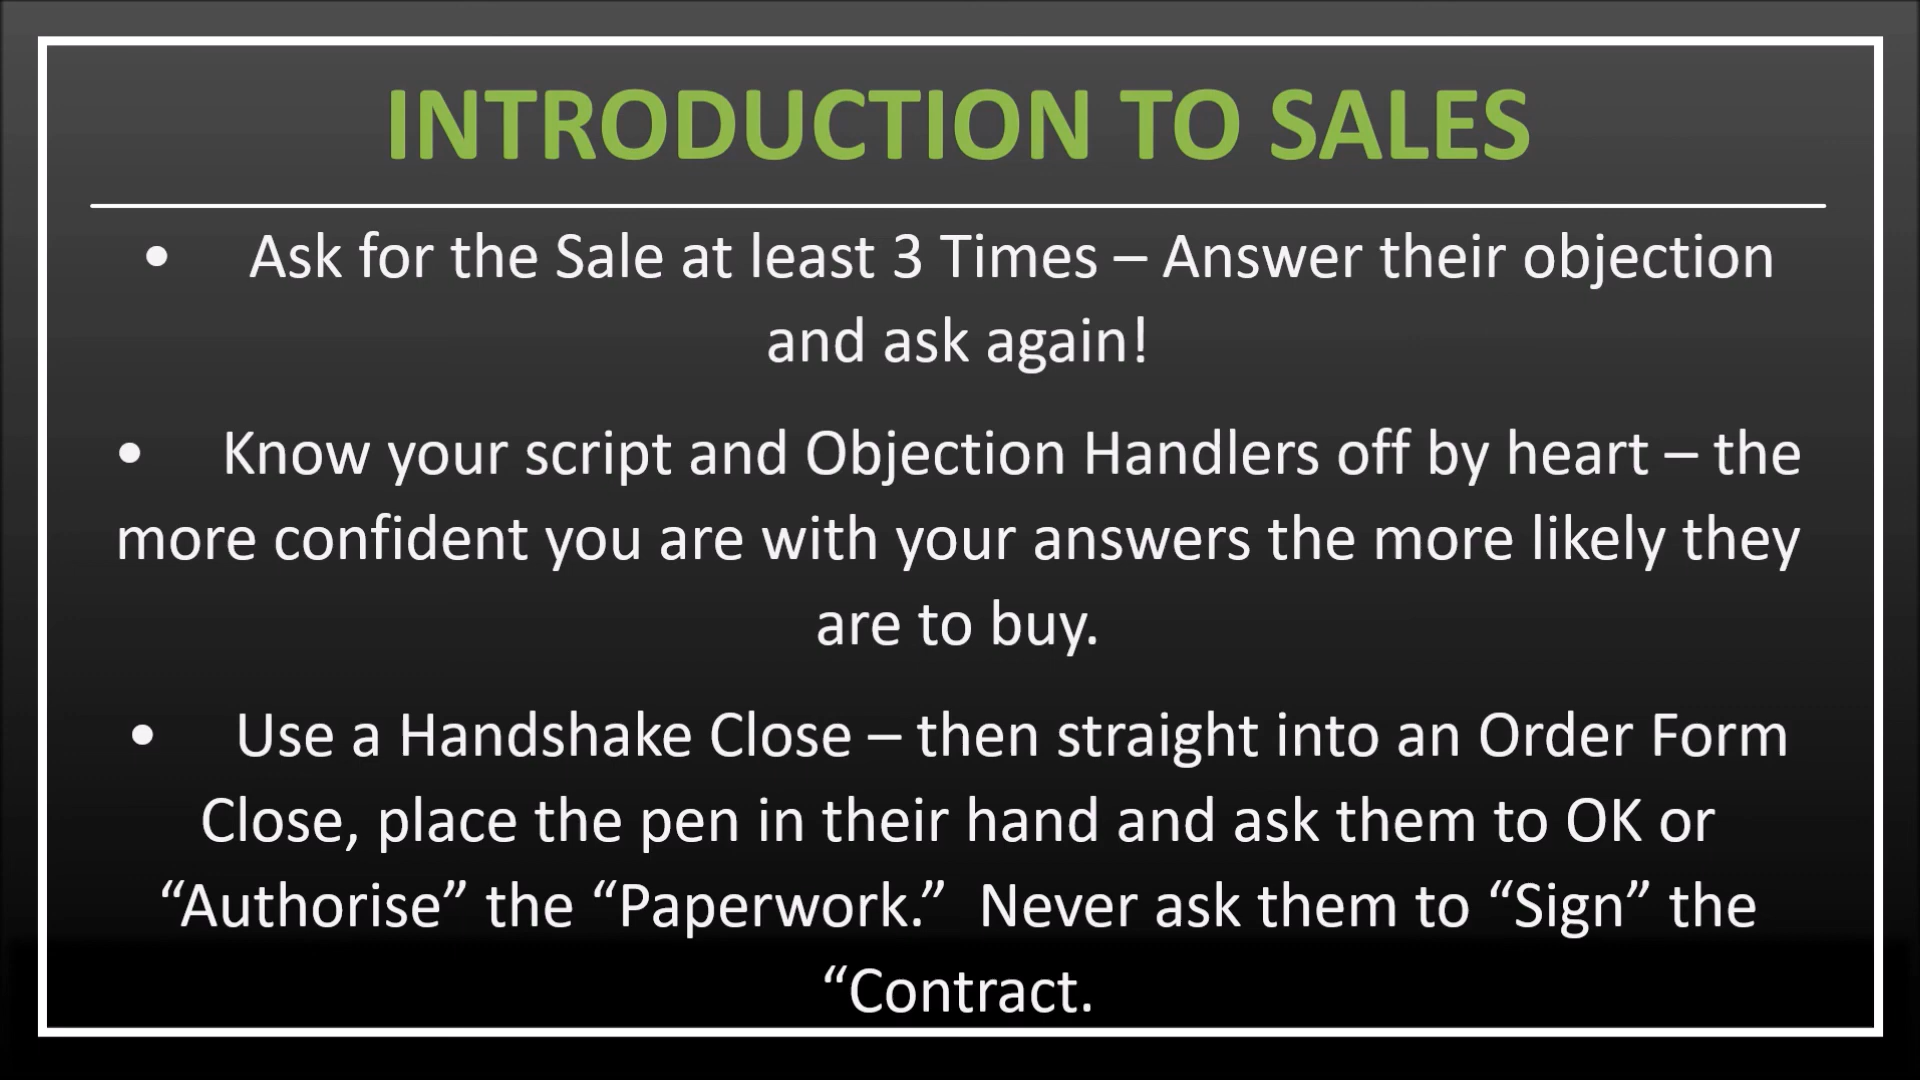 INTRODUCTION TO SALES
• Ask for the Sale at least 3 Times – Answer their objection
and ask again!
• Know your script and Objection Handlers off by heart – the
more confident you are with your answers the more likely they
are to buy.
• Use a Handshake Close – then straight into an Order Form
Close, place the pen in their hand and ask them to OK or
“Authorise” the “Paperwork.”  Never ask them to “Sign” the
“Contract.